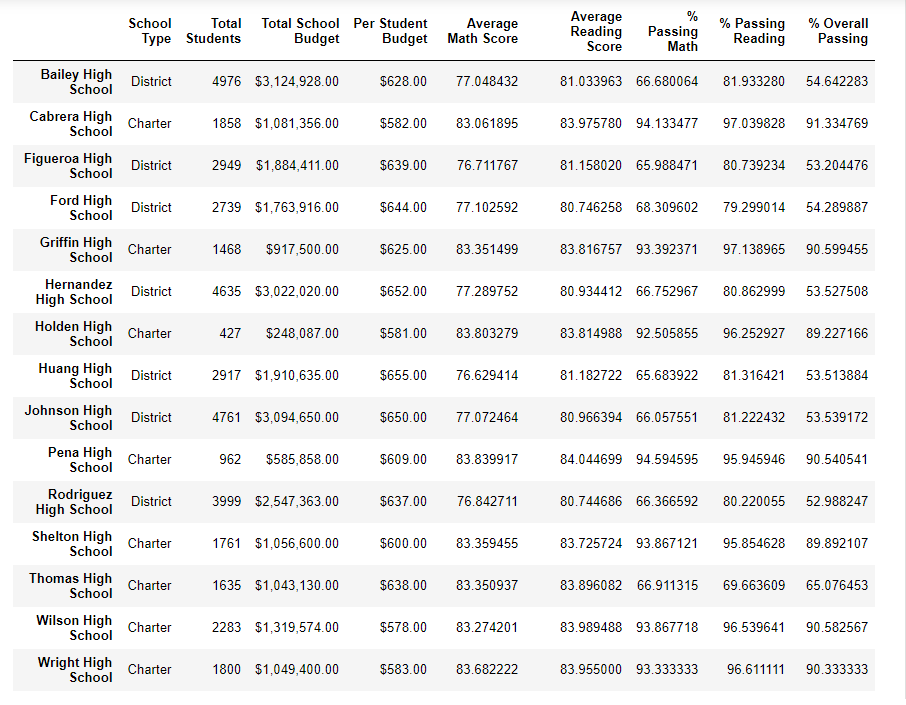 School Type Total Students Total School Budget Per Student Budget Average Math Score Average Reading Score % Passing Math % Passing Reading % Overall Passing
Bailey High School District 4976 $3,124,928.00 $628.00 77.048432 81.033963 66.680064 81.933280 54.642283
Cabrera High School Charter 1858 $1,081,356.00 $582.00 83.061895 83.975780 94.133477 97.039828 91.334769
Figueroa High School District 2949 $1,884,411.00 $639.00 76.711767 81.158020 65.988471 80.739234 53.204476
Ford High School District 2739 $1,763,916.00 $644.00 77.102592 80.746258 68.309602 79.299014 54.289887
Griffin High School Charter 1468 $917,500.00 $625.00 83.351499 83.816757 93.392371 97.138965 90.599455
Hernandez High School District 4635 $3,022,020.00 $652.00 77.289752 80.934412 66.752967 80.862999 53.527508
Holden High School Charter 427 $248,087.00 $581.00 83.803279 83.814988 92.505855 96.252927 89.227166
Huang High School District 2917 $1,910,635.00 $655.00 76.629414 81.182722 65.683922 81.316421 53.513884
Johnson High School District 4761 $3,094,650.00 $650.00 77.072464 80.966394 66.057551 81.222432 53.539172
Pena High School Charter 962 $585,858.00 $609.00 83.839917 84.044699 94.594595 95.945946 90.540541
Rodriguez High School District 3999 $2,547,363.00 $637.00 76.842711 80.744686 66.366592 80.220055 52.988247
Shelton High School Charter 1761 $1,056,600.00 $600.00 83.359455 83.725724 93.867121 95.854628 89.892107
Thomas High School Charter 1635 $1,043,130.00 $638.00 83.350937 83.896082 66.911315 69.663609 65.076453
Wilson High School Charter 2283 $1,319,574.00 $578.00 83.274201 83.989488 93.867718 96.539641 90.582567
Wright High School Charter 1800 $1,049,400.00 $583.00 83.682222 83.955000 93.333333 96.611111 90.333333